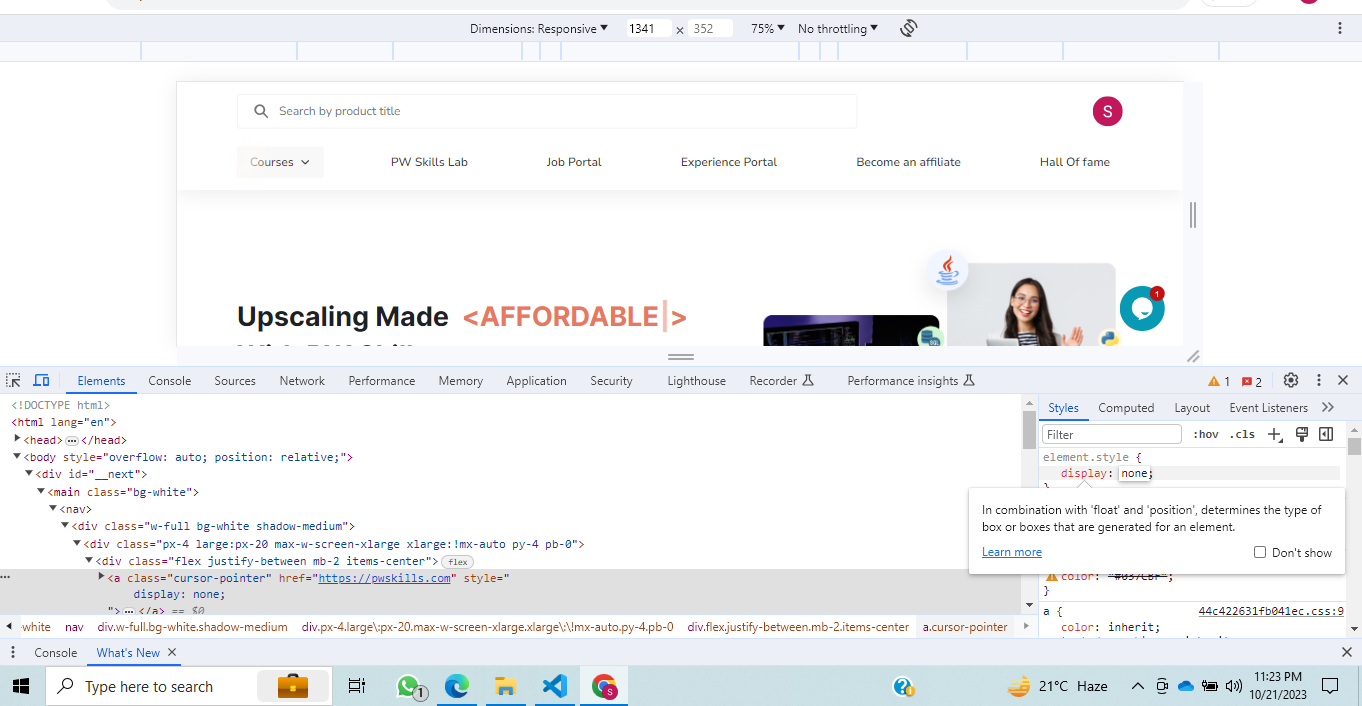 Dimensions: Responsive 1341 × 352 75% No throttling
Search by product title
S
Courses PW Skills Lab Job Portal Experience Portal Become an affiliate Hall Of fame
1
Upscaling Made <AFFORDABLE|>
Elements Console Sources Network Performance Memory Application Security Lighthouse Recorder Performance insights 1 2
<!DOCTYPE html>
<html lang="en">
<head> … </head>
<body style="overflow: auto; position: relative;">
<div id="__next">
<main class="bg-white">
<nav>
<div class="w-full bg-white shadow-medium">
<div class="px-4 large:px-20 max-w-screen-xlarge xlarge:!mx-auto py-4 pb-0">
<div class="flex justify-between mb-2 items-center"> flex
… <a class="cursor-pointer" href="https://pwskills.com" style="
display: none;
"> … </a> == $0
Styles Computed Layout Event Listeners
Filter :hov .cls
element.style {
display: none;
}
In combination with 'float' and 'position', determines the type of
box or boxes that are generated for an element.
Learn more Don't show
color: "#037CBF";
}
a { 44c422631fb041ec.css:9
color: inherit;
-white nav div.w-full.bg-white.shadow-medium div.px-4.large\:px-20.max-w-screen-xlarge.xlarge\:\!mx-auto.py-4.pb-0 div.flex.justify-between.mb-2.items-center a.cursor-pointer
Console What's New
Type here to search
1
S
21°C Haze
11:23 PM
10/21/2023